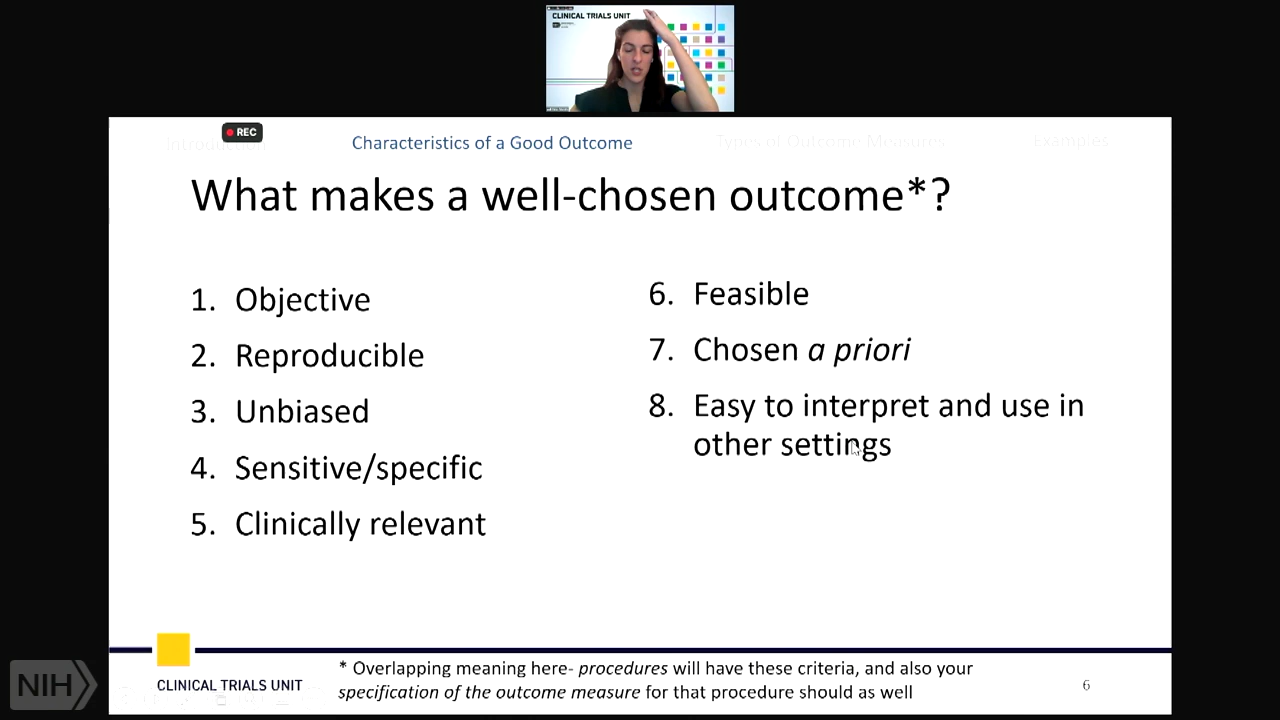 CLINICAL TRIALS UNIT
REC
Introduction
Characteristics of a Good Outcome
Types of Outcome Measures
Examples
What makes a well-chosen outcome*?
1. Objective
2. Reproducible
3. Unbiased
4. Sensitive/specific
5. Clinically relevant
6. Feasible
7. Chosen a priori
8. Easy to interpret and use in
other settings
* Overlapping meaning here- procedures will have these criteria, and also your
specification of the outcome measure for that procedure should as well
CLINICAL TRIALS UNIT
6
NIH